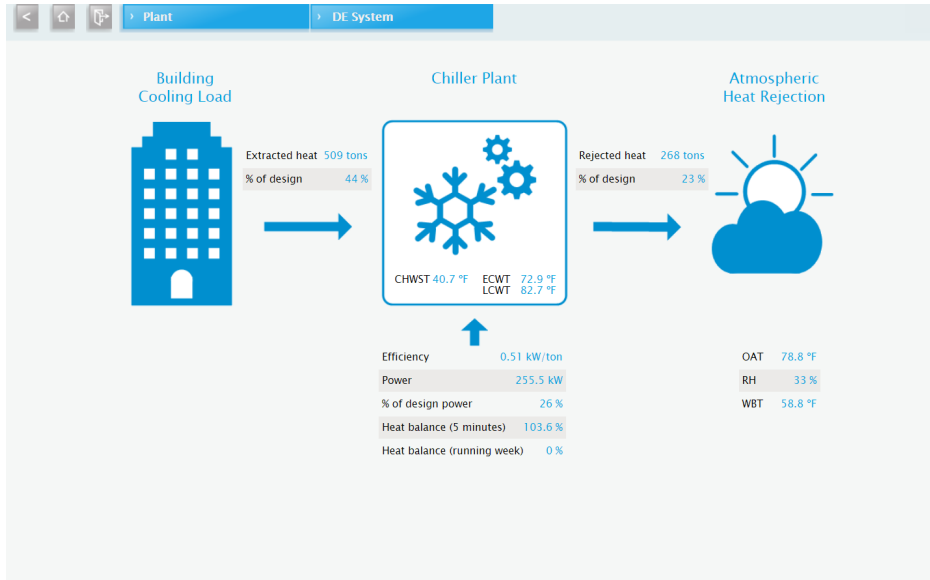 <
› Plant
› DE System
Building
Cooling Load
Chiller Plant
Atmospheric
Heat Rejection
Extracted heat 509 tons
% of design 44 %
Rejected heat 268 tons
% of design 23 %
CHWST 40.7 °F
ECWT 72.9 °F
LCWT 82.7 °F
Efficiency 0.51 kW/ton
Power 255.5 kW
% of design power 26 %
Heat balance (5 minutes) 103.6 %
Heat balance (running week) 0 %
OAT 78.8 °F
RH 33 %
WBT 58.8 °F